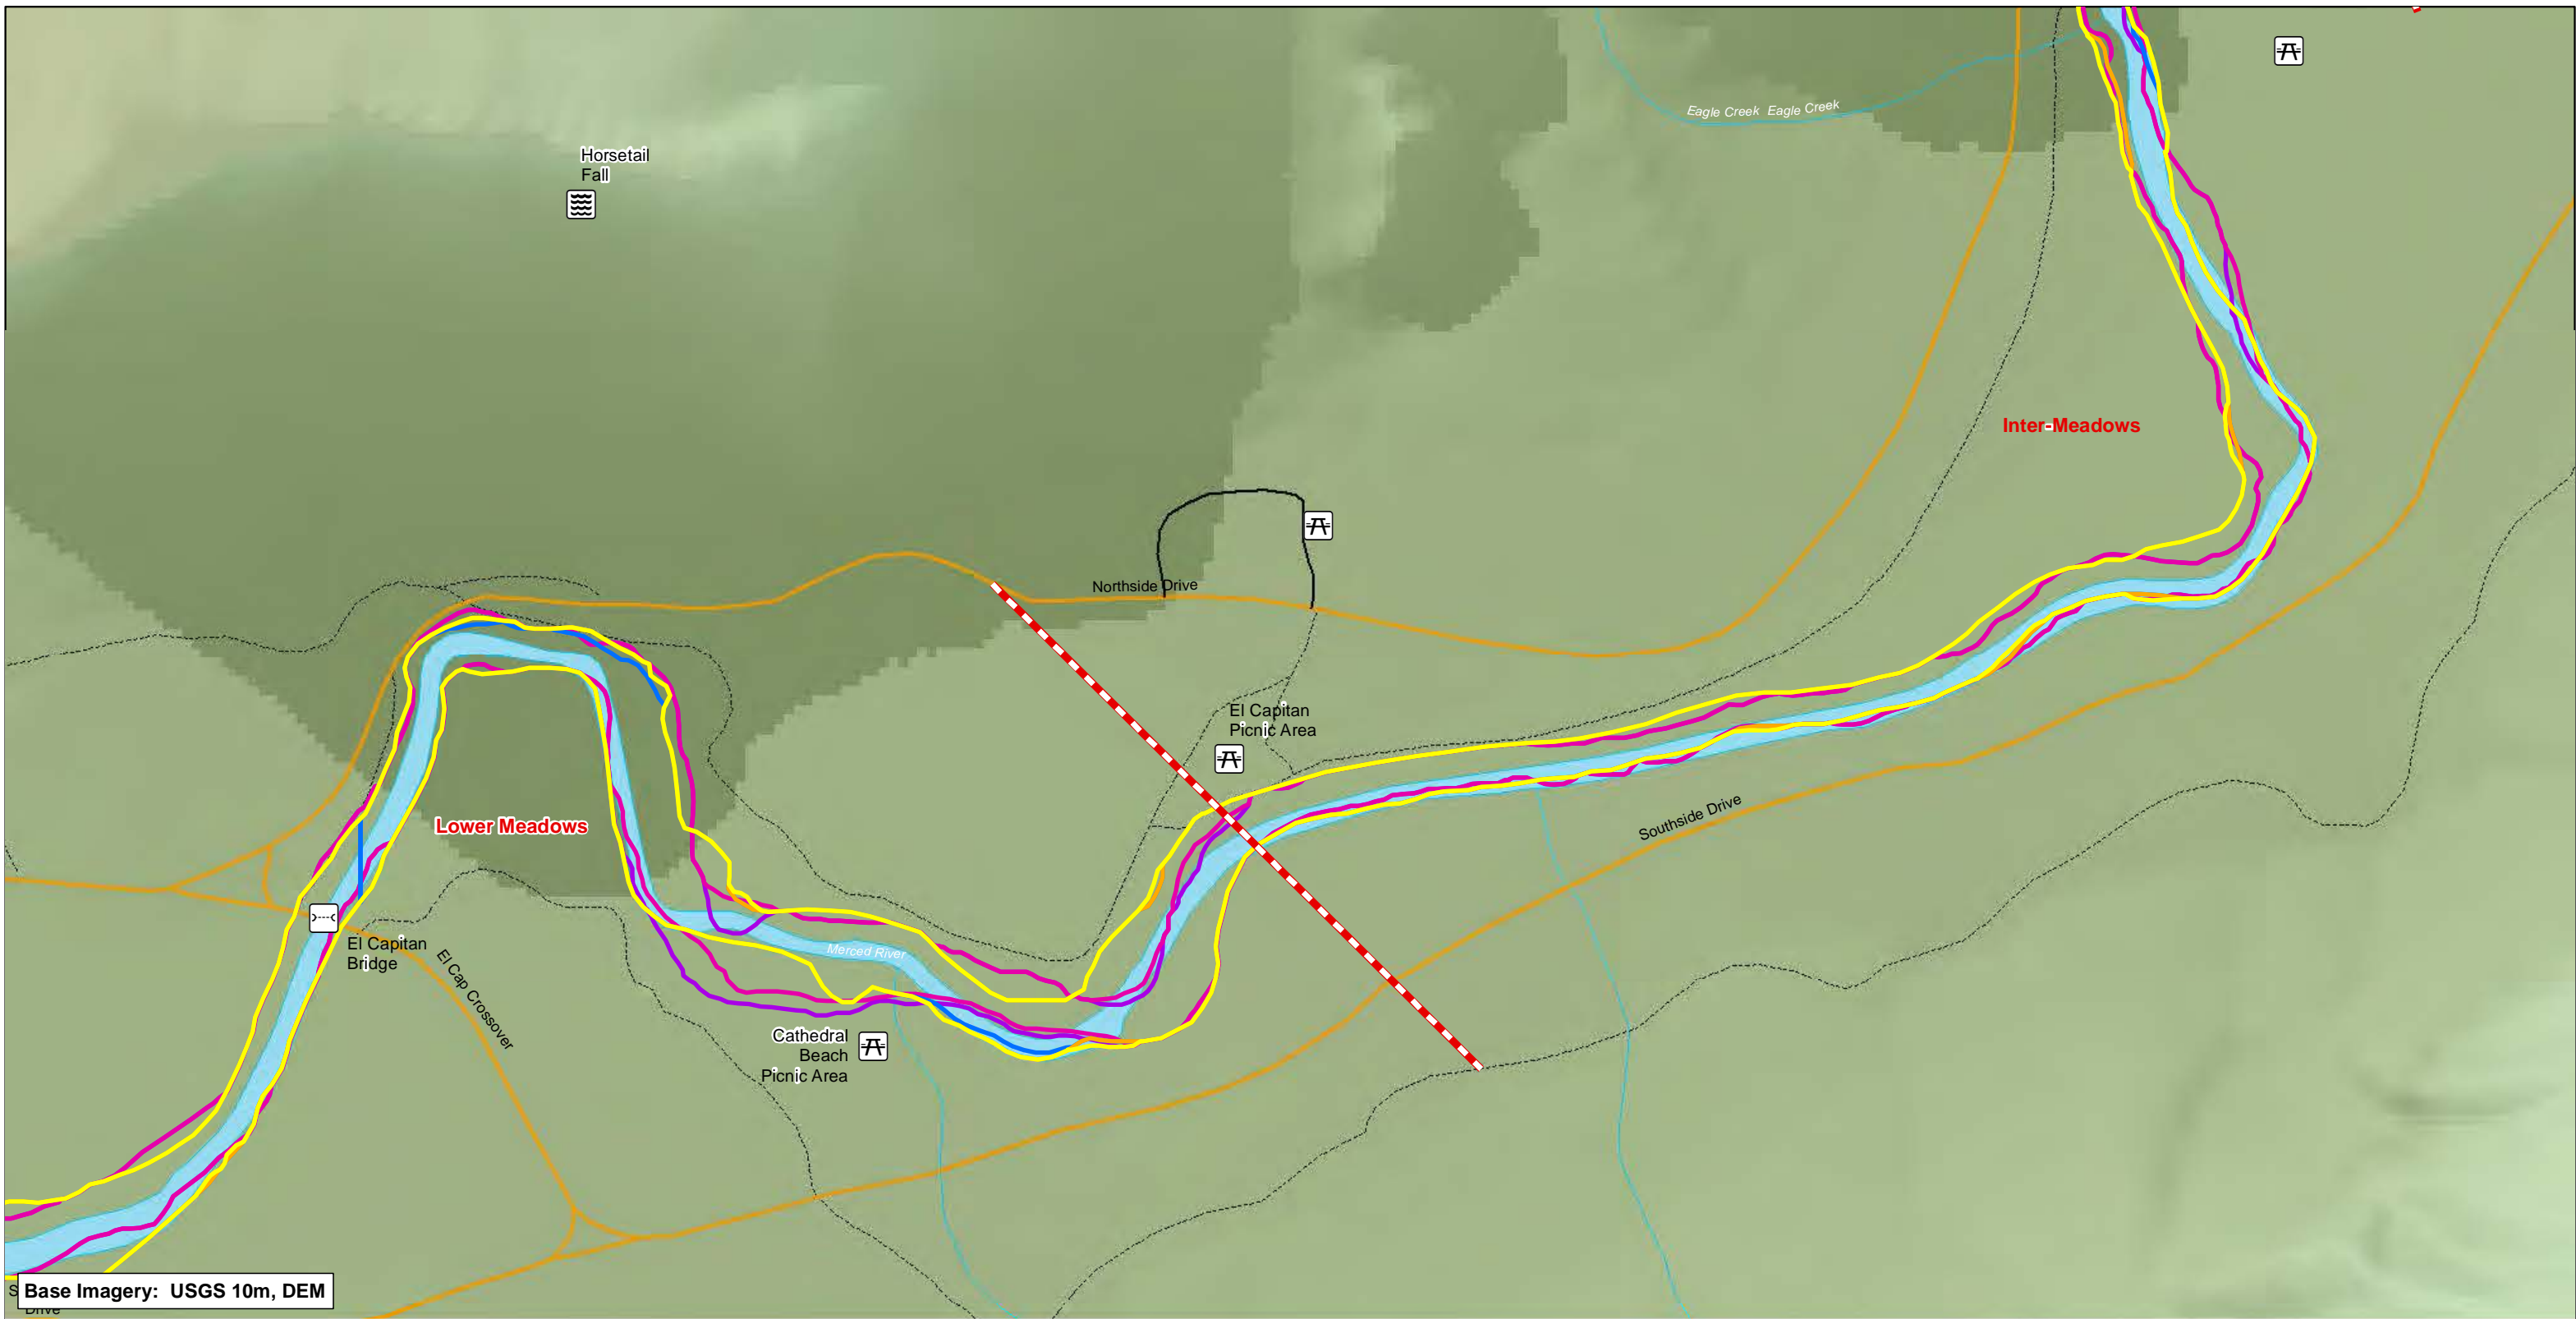 Eagle Creek Eagle Creek
Horsetail
Fall
Inter-Meadows
Northside Drive
El Capitan
Picnic Area
Southside Drive
Lower Meadows
El Capitan
Bridge
El Cap Crossover
Merced River
Cathedral
Beach
Picnic Area
Base Imagery: USGS 10m, DEM
Drive